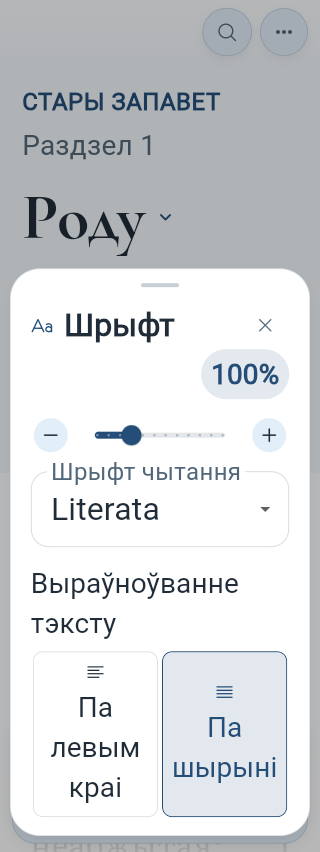 СТАРЫ ЗАПАВЕТ
Раздзел 1
Роду
Aa Шрыфт
100%
Шрыфт чытання
Literata
Выраўноўванне
тэксту
Па
левым
краі
Па
шырыні